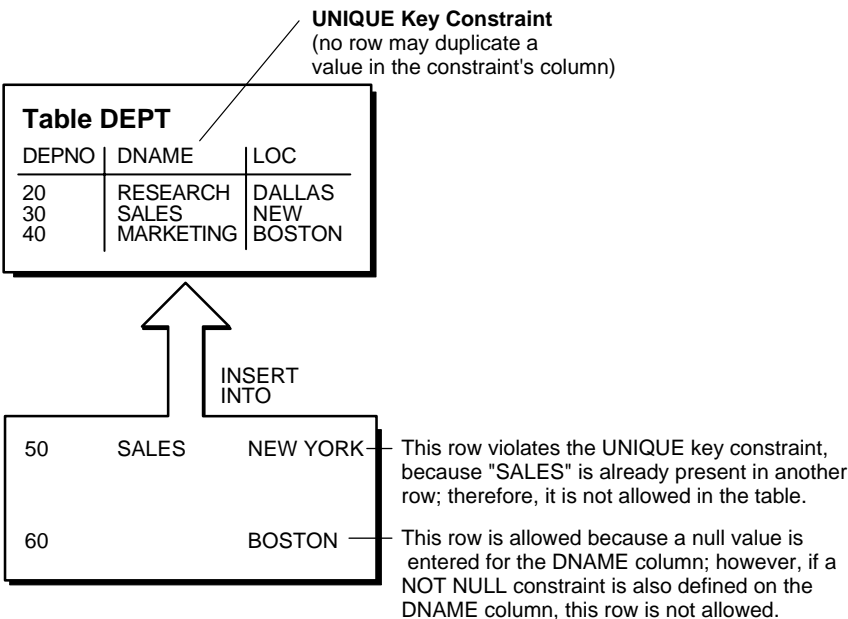 UNIQUE Key Constraint
(no row may duplicate a
value in the constraint's column)
Table DEPT
DEPNO DNAME LOC
20 RESEARCH DALLAS
30 SALES NEW
40 MARKETING BOSTON
INSERT
INTO
50 SALES NEW YORK
This row violates the UNIQUE key constraint,
because "SALES" is already present in another
row; therefore, it is not allowed in the table.
60 BOSTON
This row is allowed because a null value is
entered for the DNAME column; however, if a
NOT NULL constraint is also defined on the
DNAME column, this row is not allowed.